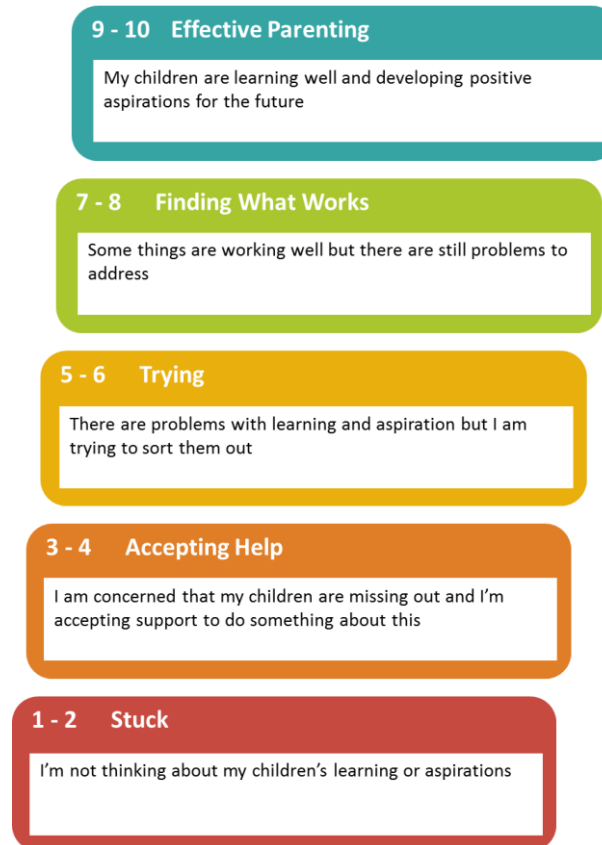 9 - 10 Effective Parenting
My children are learning well and developing positive
aspirations for the future
7 - 8 Finding What Works
Some things are working well but there are still problems to
address
5 - 6 Trying
There are problems with learning and aspiration but I am
trying to sort them out
3 - 4 Accepting Help
I am concerned that my children are missing out and I’m
accepting support to do something about this
1 - 2 Stuck
I’m not thinking about my children’s learning or aspirations